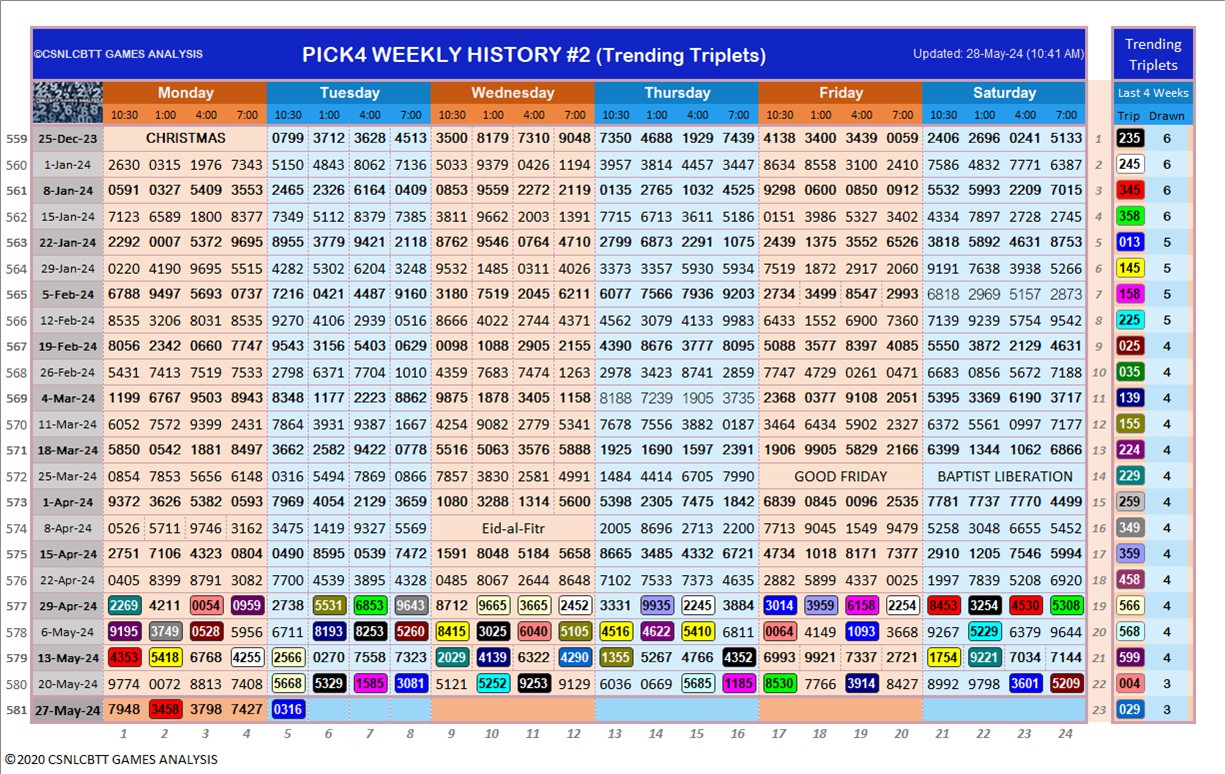 ©CSNLCBTT GAMES ANALYSIS PICK4 WEEKLY HISTORY #2 (Trending Triplets) Updated: 28-May-24 (10:41 AM) Trending Triplets
Monday Tuesday Wednesday Thursday Friday Saturday Last 4 Weeks
10:30 1:00 4:00 7:00 10:30 1:00 4:00 7:00 10:30 1:00 4:00 7:00 10:30 1:00 4:00 7:00 10:30 1:00 4:00 7:00 10:30 1:00 4:00 7:00 Trip Drawn
559 25-Dec-23 CHRISTMAS 0799 3712 3628 4513 3500 8179 7310 9048 7350 4688 1929 7439 4138 3400 3439 0059 2406 2696 0241 5133 1 235 6
560 1-Jan-24 2630 0315 1976 7343 5150 4843 8062 7136 5033 9379 0426 1194 3957 3814 4457 3447 8634 8558 3100 2410 7586 4832 7771 6387 2 245 6
561 8-Jan-24 0591 0327 5409 3553 2465 2326 6164 0409 0853 9559 2272 2119 0135 2765 1032 4525 9298 0600 0850 0912 5532 5993 2209 7015 3 345 6
562 15-Jan-24 7123 6589 1800 8377 7349 5112 8379 7385 3811 9662 2003 1391 7715 6713 3611 5186 0151 3986 5327 3402 4334 7897 2728 2745 4 358 6
563 22-Jan-24 2292 0007 5372 9695 8955 3779 9421 2118 8762 9546 0764 4710 2799 6873 2291 1075 2439 1375 3552 6526 3818 5892 4631 8753 5 013 5
564 29-Jan-24 0220 4190 9695 5515 4282 5302 6204 3248 9532 1485 0311 4026 3373 3357 5930 5934 7519 1872 2917 2060 9191 7638 3938 5266 6 145 5
565 5-Feb-24 6788 9497 5693 0737 7216 0421 4487 9160 3180 7519 2045 6211 6077 7566 7936 9203 2734 3499 8547 2993 6818 2969 5157 2873 7 158 5
566 12-Feb-24 8535 3206 8031 8535 9270 4106 2939 0516 8666 4022 2744 4371 4562 3079 4133 9983 6433 1552 6900 7360 7139 9239 5754 9542 8 225 5
567 19-Feb-24 8056 2342 0660 7747 9543 3156 5403 0629 0098 1088 2905 2155 4390 8676 3777 8095 5088 3577 8397 4085 5550 3872 2129 4631 9 025 4
568 26-Feb-24 5431 7413 7519 7533 2798 6371 7704 1010 4359 7683 7474 1263 2978 3423 8741 2859 7747 4729 0261 0471 6683 0856 5672 7188 10 035 4
569 4-Mar-24 1199 6767 9503 8943 8348 1177 2223 8862 9875 1878 3405 1158 8188 7239 1905 3735 2368 0377 9108 2051 5395 3369 6190 3717 11 139 4
570 11-Mar-24 6052 7572 9399 2431 7864 3931 9387 1667 4254 9082 2779 5341 7678 7556 3882 0187 3464 6434 5902 2327 6372 5561 0997 7177 12 155 4
571 18-Mar-24 5850 0542 1881 8497 3662 2582 9422 0778 5516 5063 3576 5888 1925 1690 1597 2391 1906 9905 5829 2166 6399 1344 1062 6866 13 224 4
572 25-Mar-24 0854 7853 5656 6148 0316 5494 7869 0866 0857 3830 2581 4991 1484 4414 6705 7990 GOOD FRIDAY BAPTIST LIBERATION 14 229 4
573 1-Apr-24 9372 3626 5382 0593 7969 4054 2129 3659 1080 3288 1314 5600 5398 2305 7475 1842 6839 0845 0096 2535 7781 7737 7770 4499 15 259 4
574 8-Apr-24 0526 5711 9746 3162 3475 1419 9327 5569 Eid-al-Fitr 2005 8696 2713 2200 7713 9045 1549 9479 5258 3048 6655 5452 16 349 4
575 15-Apr-24 2751 7106 4323 0804 0490 8595 0539 7472 1591 8048 5184 5658 8665 3485 4332 6721 4734 1018 8171 7377 2910 1205 7546 5994 17 359 4
576 22-Apr-24 0405 8399 8791 3082 7700 4539 3895 4328 0485 8067 2644 8648 7102 7533 7373 4635 2882 5899 4337 0025 1997 7839 5208 6920 18 458 4
577 29-Apr-24 2269 4211 0054 0959 2738 5531 6853 9643 8712 9665 3665 2452 3331 9935 2245 3884 3014 3959 6158 2254 8453 3254 4530 5308 19 566 4
578 6-May-24 9195 3749 0528 5956 6711 8193 8253 5260 8415 3025 6040 5105 4516 4622 5410 6811 0064 4149 1093 3668 9267 5229 6379 9644 20 568 4
579 13-May-24 4353 5418 6768 4255 2566 0270 7558 7323 2029 4139 6322 4290 1355 5267 4766 4352 6993 9921 7337 2721 1754 9221 7034 7144 21 599 4
580 20-May-24 9774 0072 8813 7408 5668 5329 1585 3081 5121 5252 9253 9129 6036 0669 5685 1185 8530 7766 3914 8427 8992 9798 3601 5209 22 004 3
581 27-May-24 7948 3458 3798 7427 0316 23 029 3
1 2 3 4 5 6 7 8 9 10 11 12 13 14 15 16 17 18 19 20 21 22 23 24
©2020 CSNLCBTT GAMES ANALYSIS